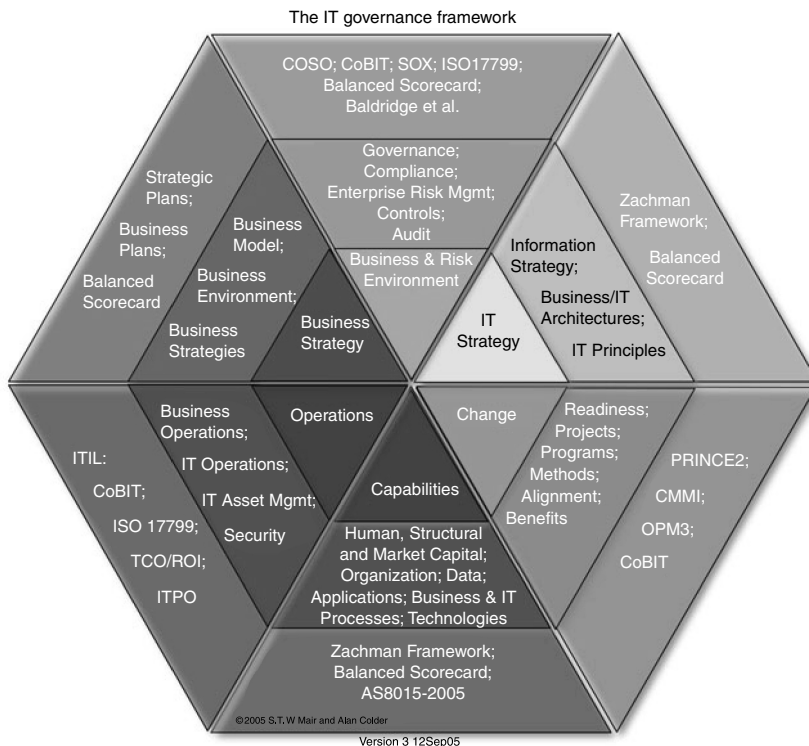 The IT governance framework
COSO; CoBIT; SOX; ISO17799;
Balanced Scorecard;
Baldridge et al.
Governance;
Compliance;
Enterprise Risk Mgmt;
Controls;
Audit
Business & Risk
Environment
Strategic
Plans;
Business
Plans;
Balanced
Scorecard
Business
Model;
Business
Environment;
Business
Strategies
Business
Strategy
IT
Strategy
Information
Strategy;
Business/IT
Architectures;
IT Principles
Zachman
Framework;
Balanced
Scorecard
ITIL:
CoBIT;
ISO 17799;
TCO/ROI;
ITPO
Business
Operations;
IT Operations;
IT Asset Mgmt;
Security
Operations
Capabilities
Human, Structural
and Market Capital;
Organization; Data;
Applications; Business & IT
Processes; Technologies
Zachman Framework;
Balanced Scorecard;
AS8015-2005
Change
Readiness;
Projects;
Programs;
Methods;
Alignment;
Benefits
PRINCE2;
CMMI;
OPM3;
CoBIT
©2005 S.T. W Mair and Alan Colder
Version 3 12Sep05